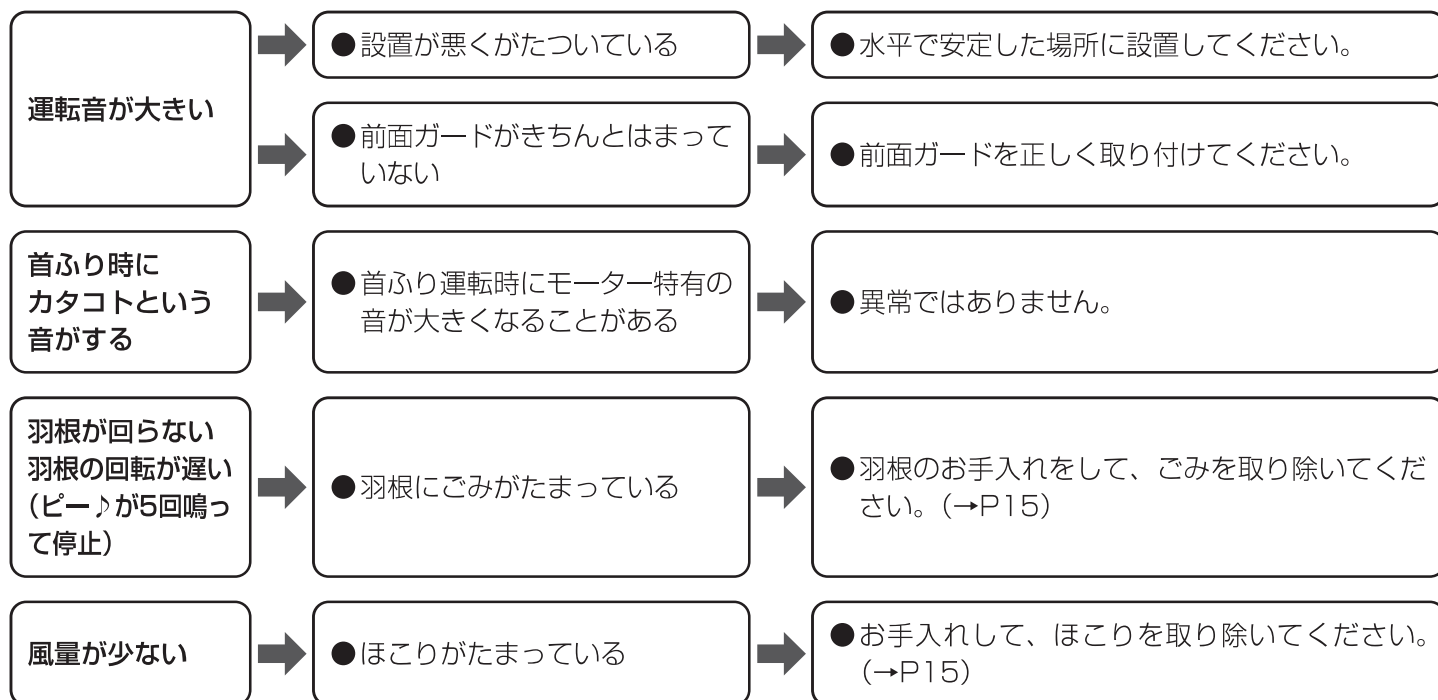 運転音が大きい
●設置が悪くがたついている
●水平で安定した場所に設置してください。
●前面ガードがきちんとはまって
いない
●前面ガードを正しく取り付けてください。
首ふり時に
カタコトという
音がする
●首ふり運転時にモーター特有の
音が大きくなることがある
●異常ではありません。
羽根が回らない
羽根の回転が遅い
(ピー♪が5回鳴っ
て停止)
●羽根にごみがたまっている
●羽根のお手入れをして、ごみを取り除いてくだ
さい。(→P15)
風量が少ない
●ほこりがたまっている
●お手入れして、ほこりを取り除いてください。
(→P15)